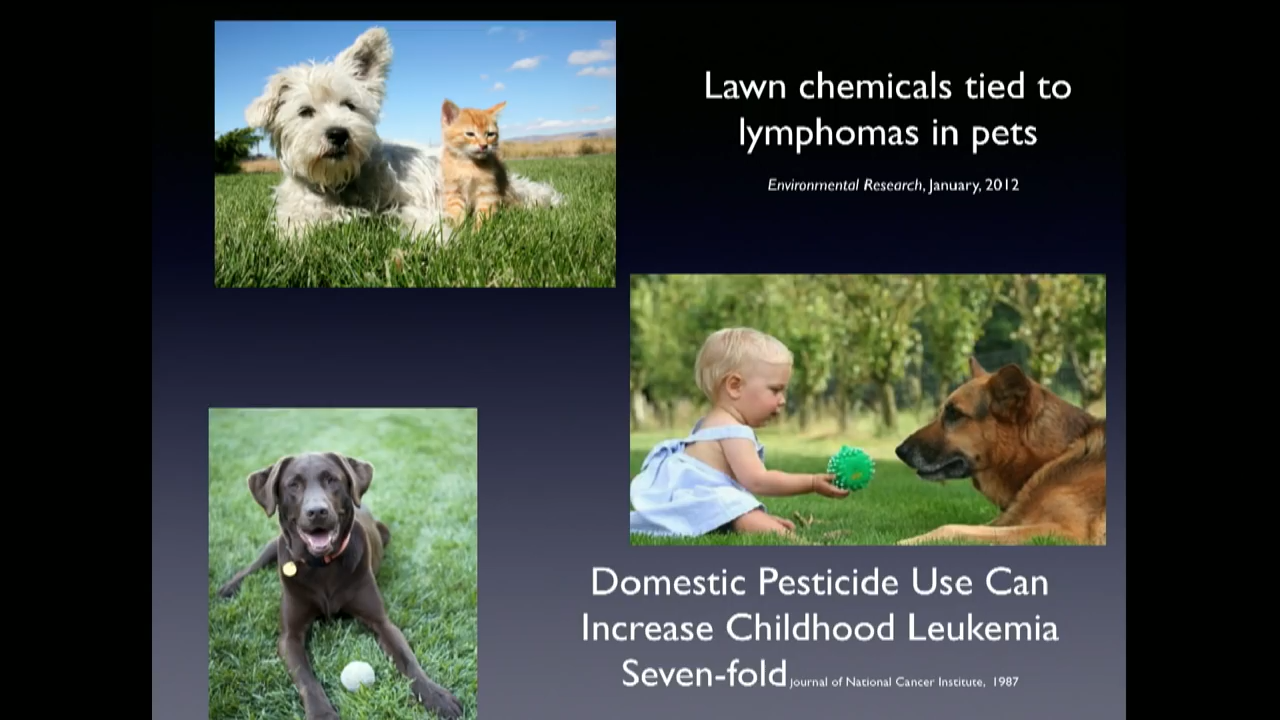 Lawn chemicals tied to
lymphomas in pets
Environmental Research, January, 2012
Domestic Pesticide Use Can
Increase Childhood Leukemia
Seven-fold Journal of National Cancer Institute, 1987